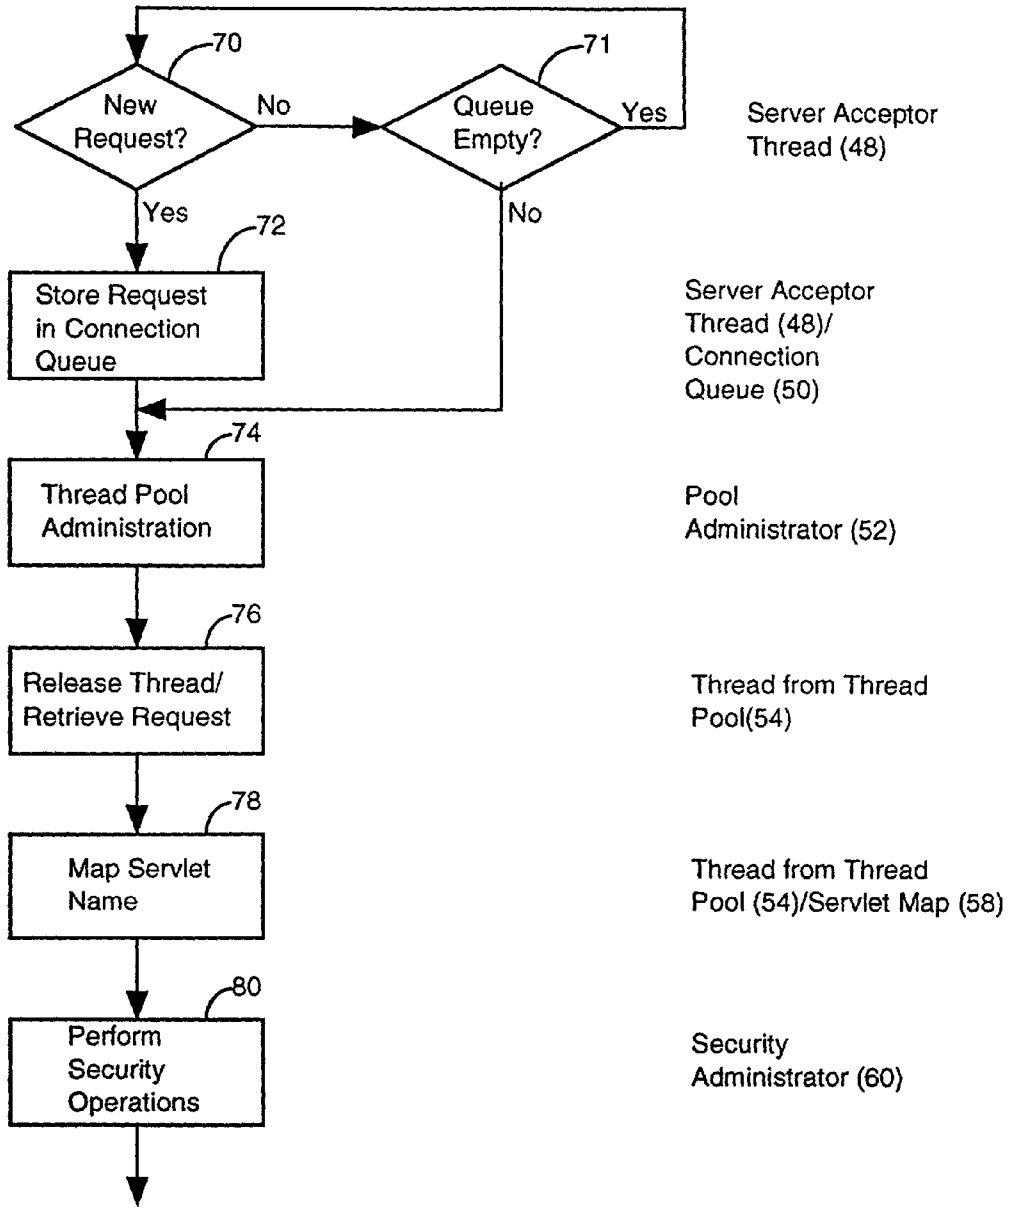 70
71
New
Request?
No
Queue
Empty?
Yes
Server Acceptor
Thread (48)
Yes
No
72
Store Request
in Connection
Queue
Server Acceptor
Thread (48)/
Connection
Queue (50)
74
Thread Pool
Administration
Pool
Administrator (52)
76
Release Thread/
Retrieve Request
Thread from Thread
Pool(54)
78
Map Servlet
Name
Thread from Thread
Pool (54)/Servlet Map (58)
80
Perform
Security
Operations
Security
Administrator (60)